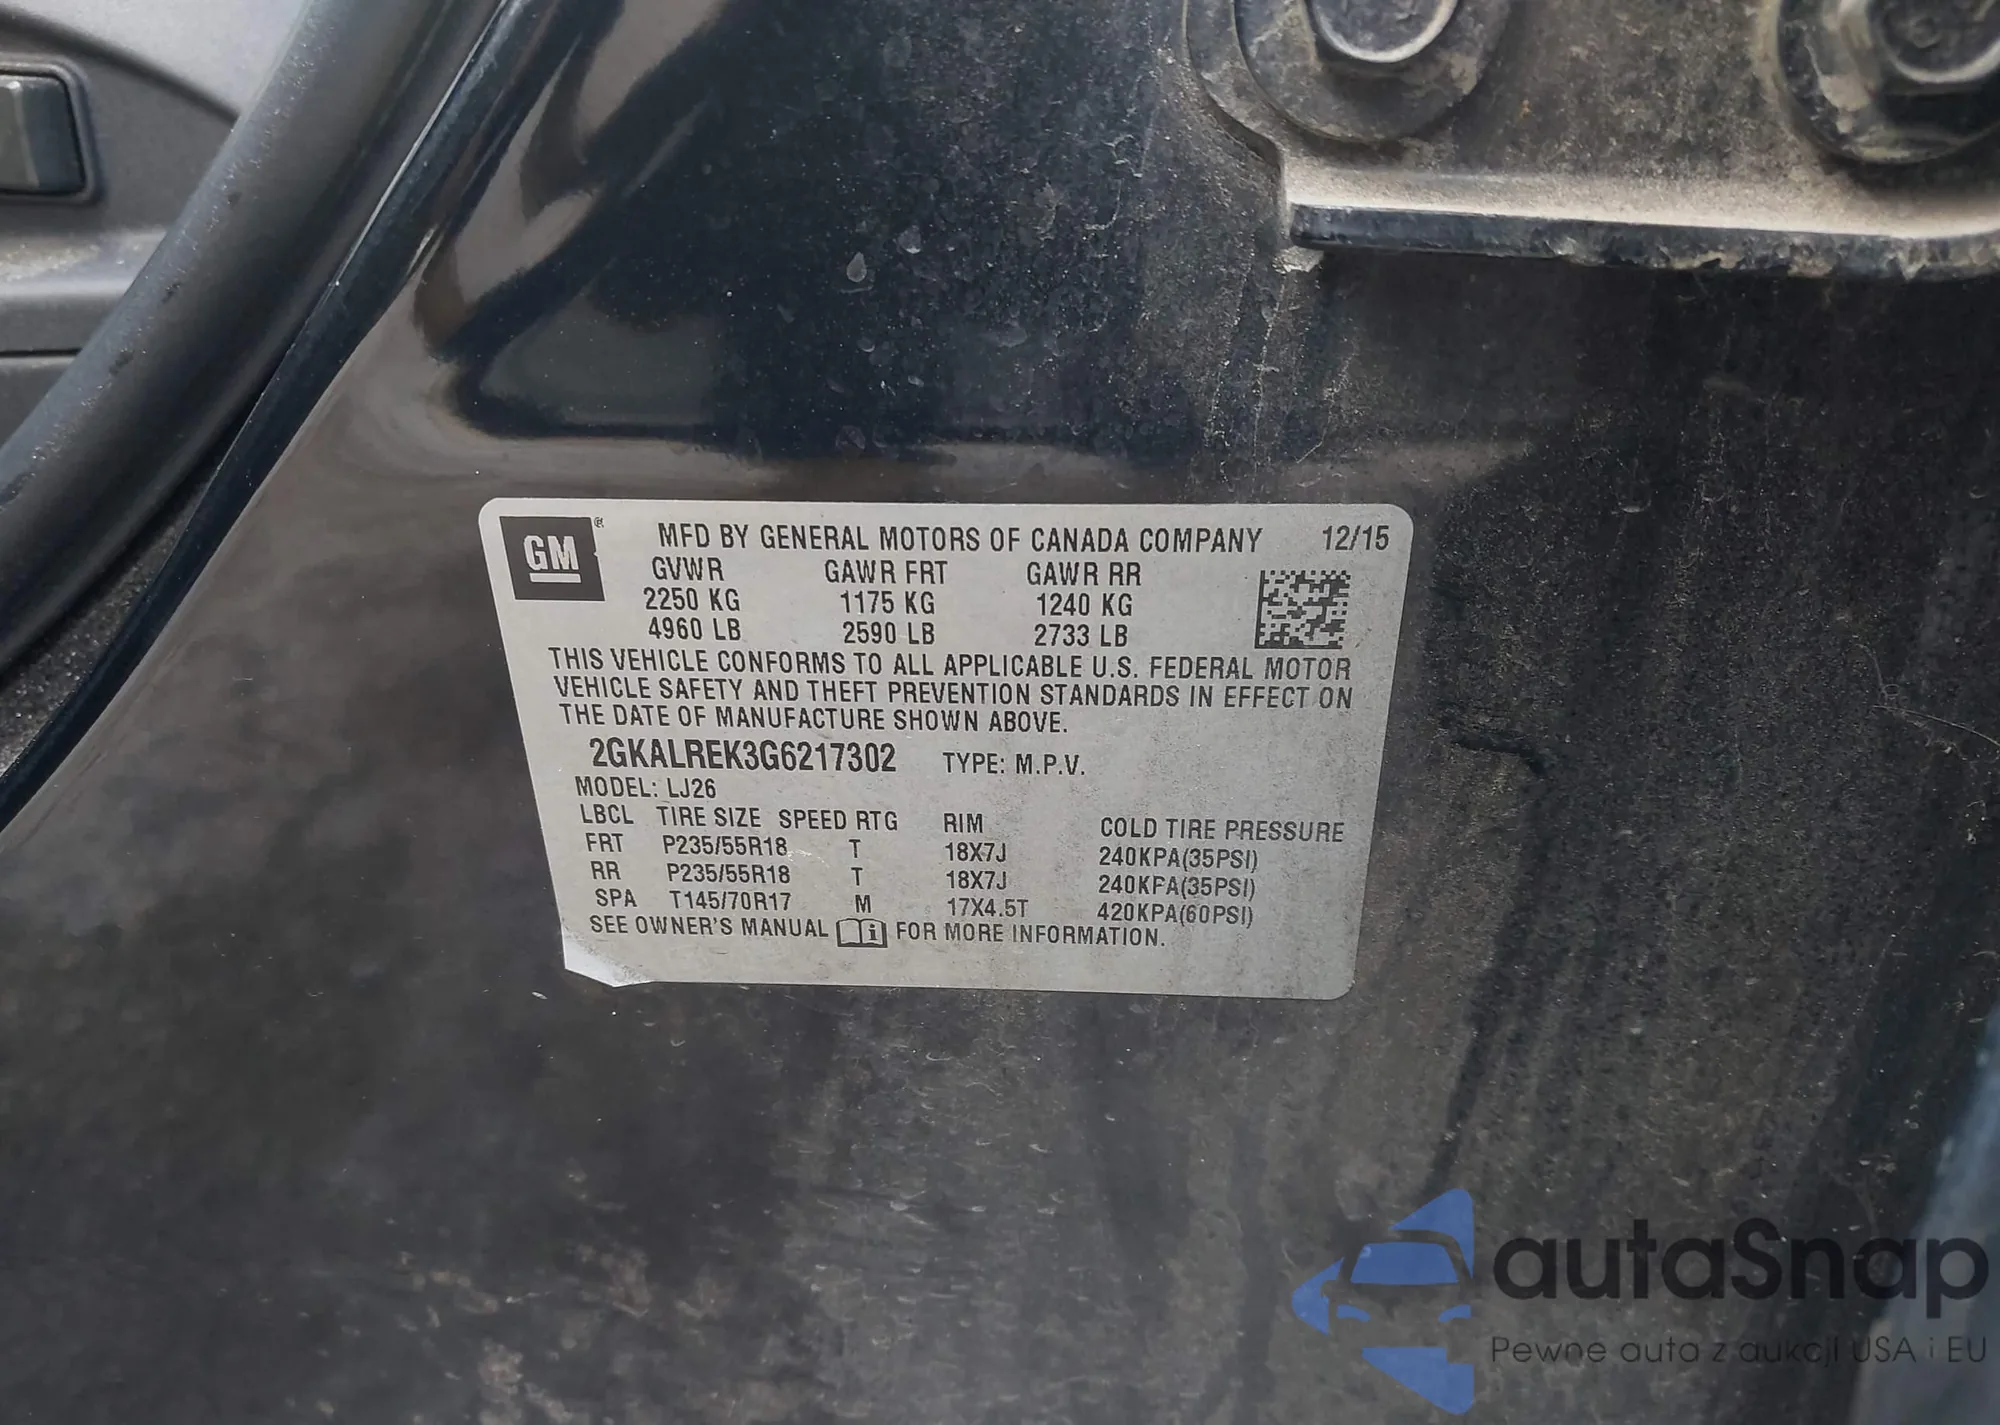 GM
MFD BY GENERAL MOTORS OF CANADA COMPANY 12/15
GVWR GAWR FRT GAWR RR
2250 KG 1175 KG 1240 KG
4960 LB 2590 LB 2733 LB
THIS VEHICLE CONFORMS TO ALL APPLICABLE U.S. FEDERAL MOTOR
VEHICLE SAFETY AND THEFT PREVENTION STANDARDS IN EFFECT ON
THE DATE OF MANUFACTURE SHOWN ABOVE.
2GKALREK3G6217302 TYPE: M.P.V.
MODEL: LJ26
LBCL TIRE SIZE SPEED RTG RIM COLD TIRE PRESSURE
FRT P235/55R18 T 18X7J 240KPA(35PSI)
RR P235/55R18 T 18X7J 240KPA(35PSI)
SPA T145/70R17 M 17X4.5T 420KPA(60PSI)
SEE OWNER'S MANUAL FOR MORE INFORMATION.
autaSnap
Pewne auta z aukcji USA i EU